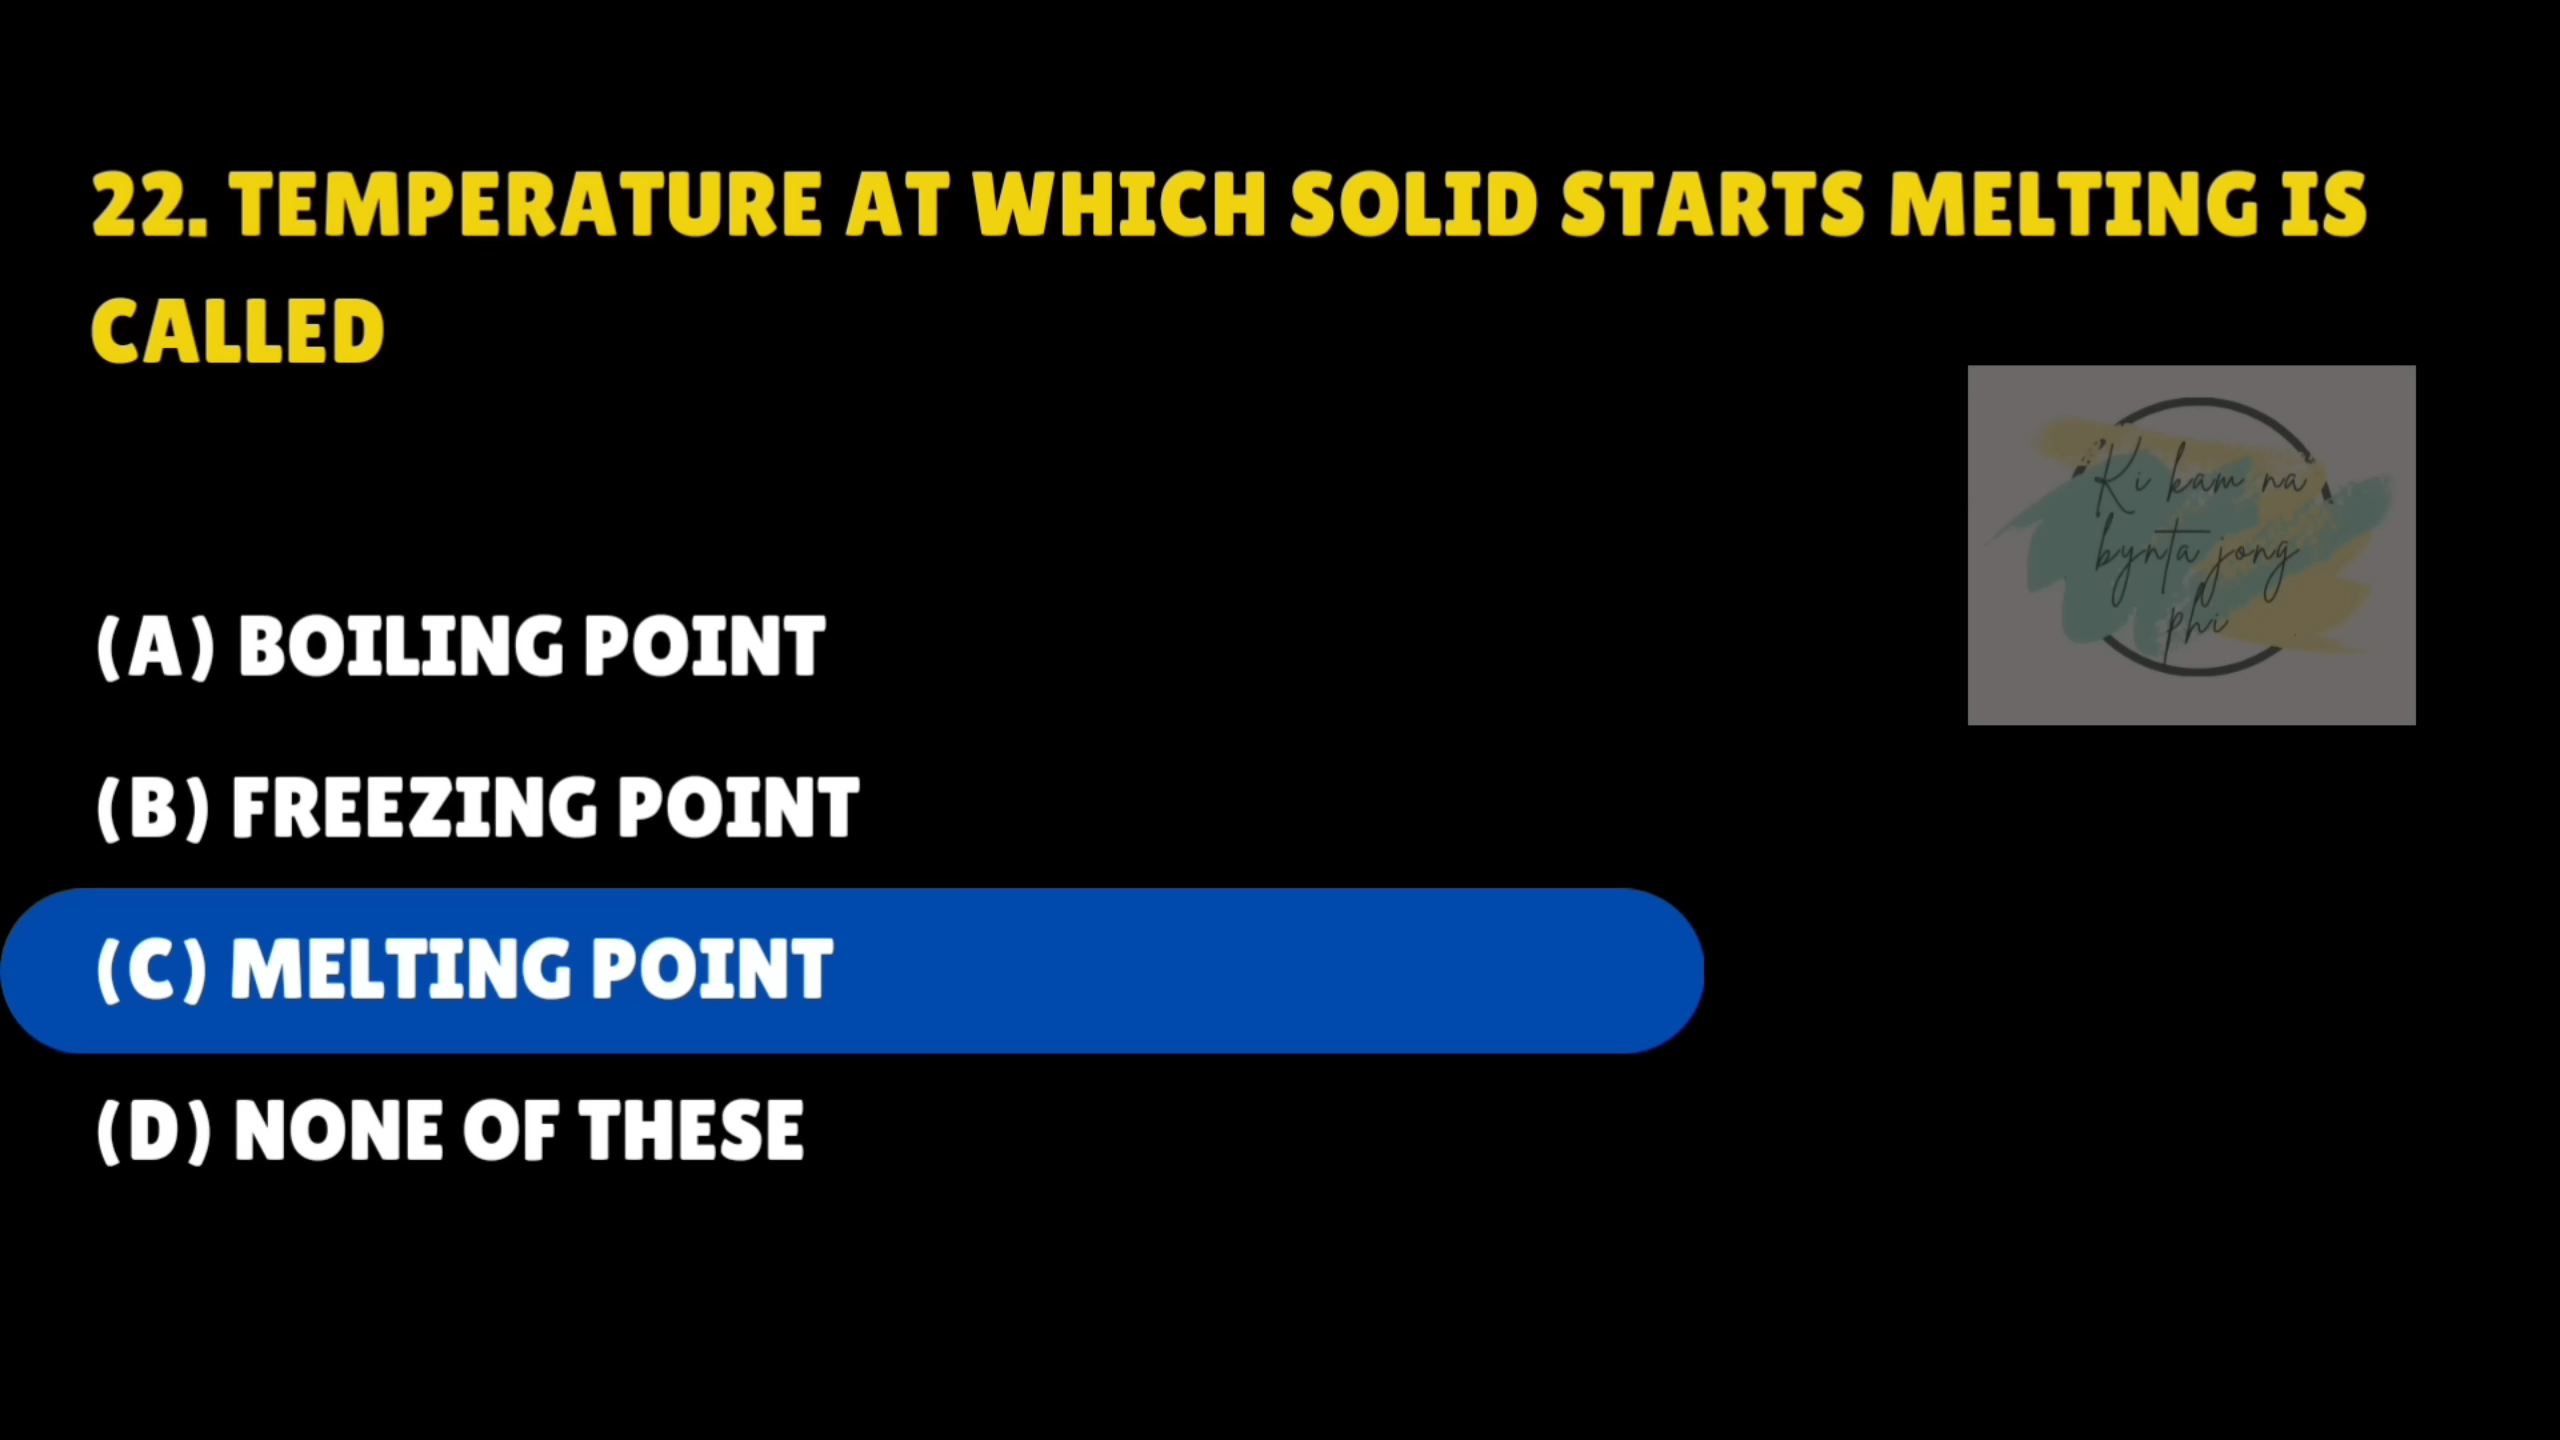 22. TEMPERATURE AT WHICH SOLID STARTS MELTING IS
CALLED
Ki kam na
bynta jong
phi
(A) BOILING POINT
(B) FREEZING POINT
(C) MELTING POINT
(D) NONE OF THESE